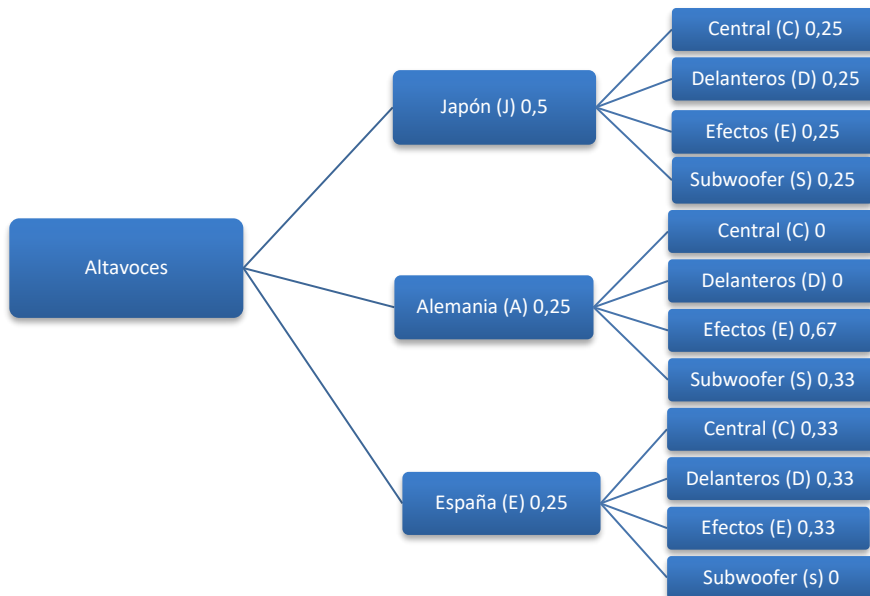 Altavoces
Japón (J) 0,5
Central (C) 0,25
Delanteros (D) 0,25
Efectos (E) 0,25
Subwoofer (S) 0,25
Alemania (A) 0,25
Central (C) 0
Delanteros (D) 0
Efectos (E) 0,67
Subwoofer (S) 0,33
España (E) 0,25
Central (C) 0,33
Delanteros (D) 0,33
Efectos (E) 0,33
Subwoofer (s) 0